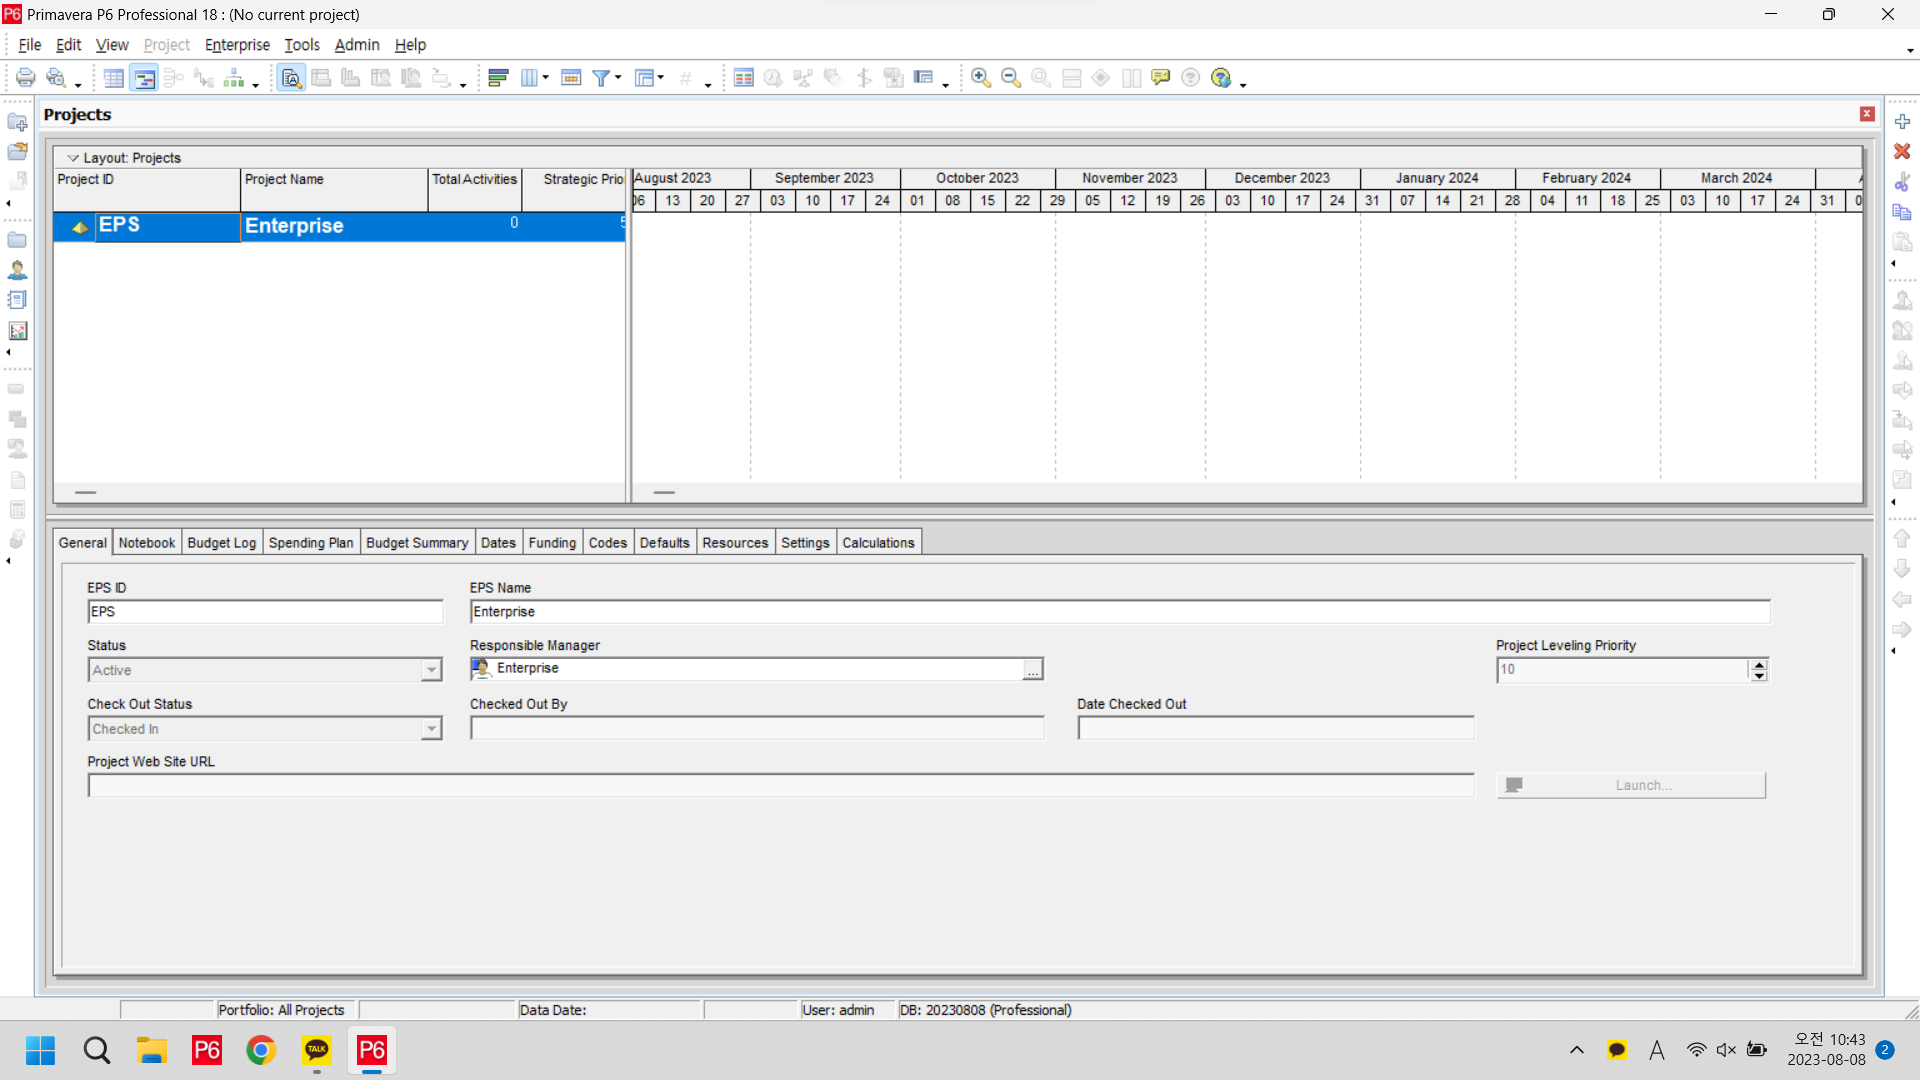 P6 Primavera P6 Professional 18 : (No current project)
File Edit View Project Enterprise Tools Admin Help
Projects
Layout: Projects
Project ID Project Name Total Activities Strategic Prio
August 2023 September 2023 October 2023 November 2023 December 2023 January 2024 February 2024 March 2024
06 13 20 27 03 10 17 24 01 08 15 22 29 05 12 19 26 03 10 17 24 31 07 14 21 28 04 11 18 25 03 10 17 24 31 0
EPS Enterprise 0 5
General Notebook Budget Log Spending Plan Budget Summary Dates Funding Codes Defaults Resources Settings Calculations
EPS ID EPS Name
EPS Enterprise
Status Responsible Manager Project Leveling Priority
Active Enterprise ... 10
Check Out Status Checked Out By Date Checked Out
Checked In
Project Web Site URL
Launch...
Portfolio: All Projects Data Date: User: admin DB: 20230808 (Professional)
P6 TALK P6 A 오전 10:43
2023-08-08 2